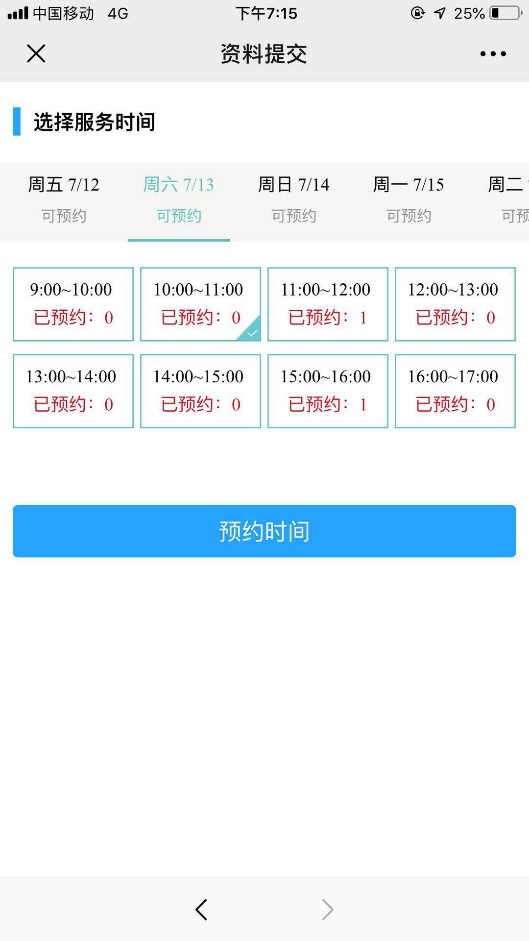 中国移动 4G 下午7:15 25%
资料提交
选择服务时间
周五 7/12 周六 7/13 周日 7/14 周一 7/15 周二
可预约 可预约 可预约 可预约 可预
9:00~10:00 10:00~11:00 11:00~12:00 12:00~13:00
已预约：0 已预约：0 已预约：1 已预约：0
13:00~14:00 14:00~15:00 15:00~16:00 16:00~17:00
已预约：0 已预约：0 已预约：1 已预约：0
预约时间